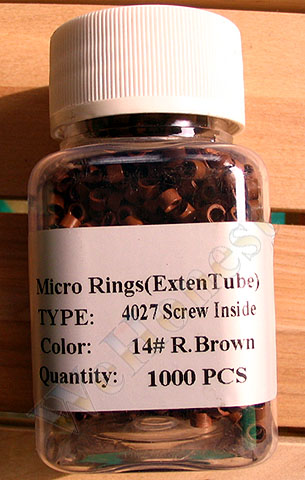 Micro Rings(ExtenTube)
TYPE: 4027 Screw Inside
Color: 14# R.Brown
Quantity: 1000 PCS